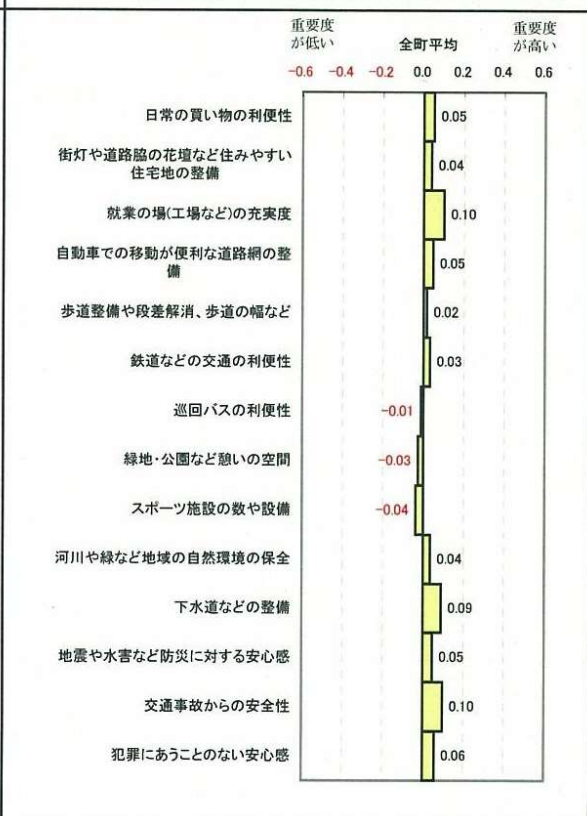 重要度
が低い
全町平均
重要度
が高い
-0.6 -0.4 -0.2 0.0 0.2 0.4 0.6
日常の買い物の利便性 0.05
街灯や道路脇の花壇など住みやすい
住宅地の整備 0.04
就業の場(工場など)の充実度 0.10
自動車での移動が便利な道路網の整
備 0.05
歩道整備や段差解消、歩道の幅など 0.02
鉄道などの交通の利便性 0.03
巡回バスの利便性 -0.01
緑地・公園など憩いの空間 -0.03
スポーツ施設の数や設備 -0.04
河川や緑など地域の自然環境の保全 0.04
下水道などの整備 0.09
地震や水害など防災に対する安心感 0.05
交通事故からの安全性 0.10
犯罪にあうことのない安心感 0.06